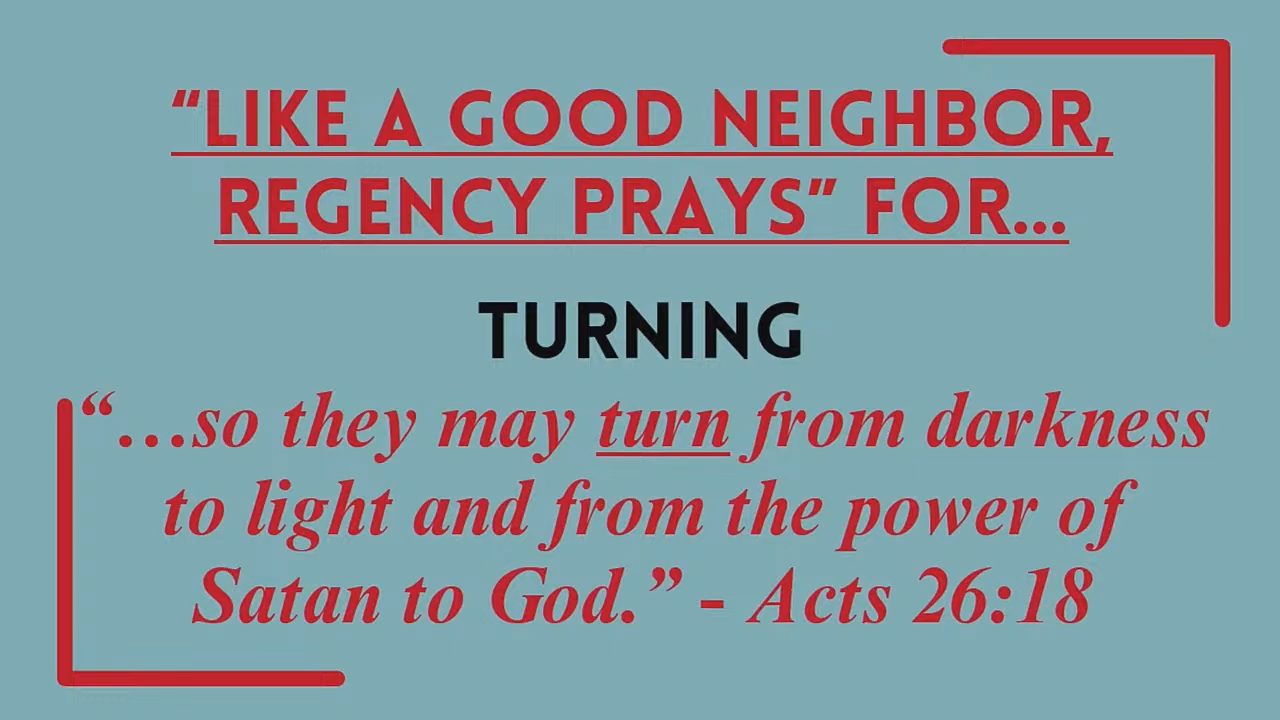 “LIKE A GOOD NEIGHBOR,
REGENCY PRAYS” FOR...
TURNING
“...so they may turn from darkness
to light and from the power of
Satan to God.” - Acts 26:18